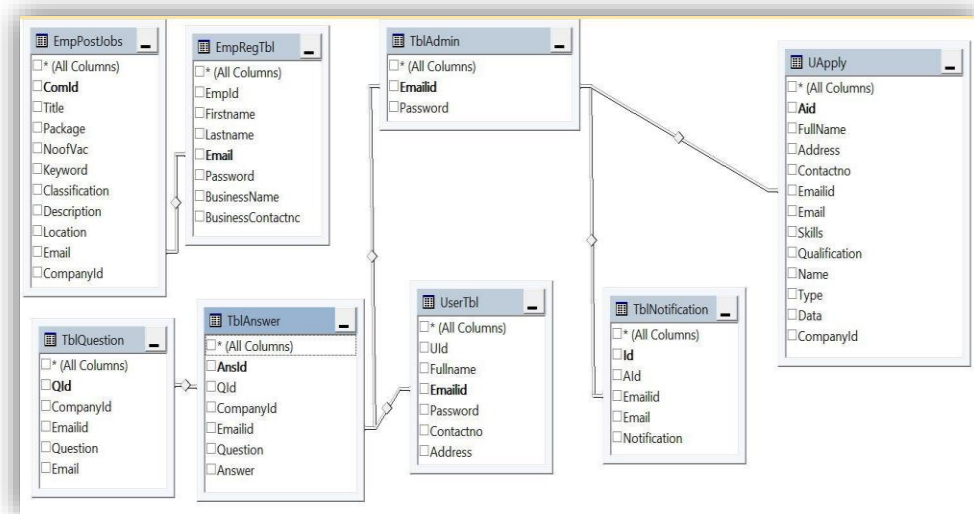 EmpPostJobs
* (All Columns)
ComId
Title
Package
NoofVac
Keyword
Classification
Description
Location
Email
CompanyId
EmpRegTbl
* (All Columns)
EmpId
Firstname
Lastname
Email
Password
BusinessName
BusinessContactnc
TblAdmin
* (All Columns)
Emailid
Password
UApply
* (All Columns)
Aid
FullName
Address
Contactno
Emailid
Email
Skills
Qualification
Name
Type
Data
CompanyId
TblQuestion
* (All Columns)
QId
CompanyId
Emailid
Question
Email
TblAnswer
* (All Columns)
AnsId
QId
CompanyId
Emailid
Question
Answer
UserTbl
* (All Columns)
UId
Fullname
Emailid
Password
Contactno
Address
TblNotification
* (All Columns)
Id
AId
Emailid
Email
Notification